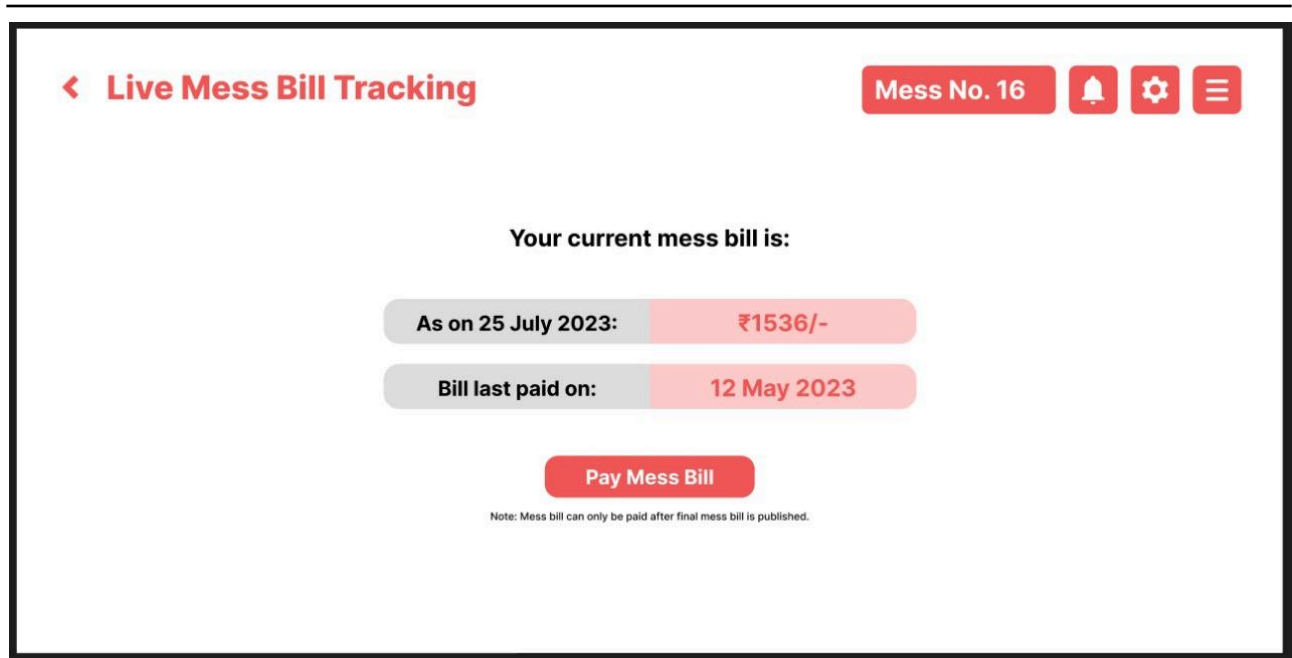 Live Mess Bill Tracking
Mess No. 16
Your current mess bill is:
As on 25 July 2023:
₹1536/-
Bill last paid on:
12 May 2023
Pay Mess Bill
Note: Mess bill can only be paid after final mess bill is published.